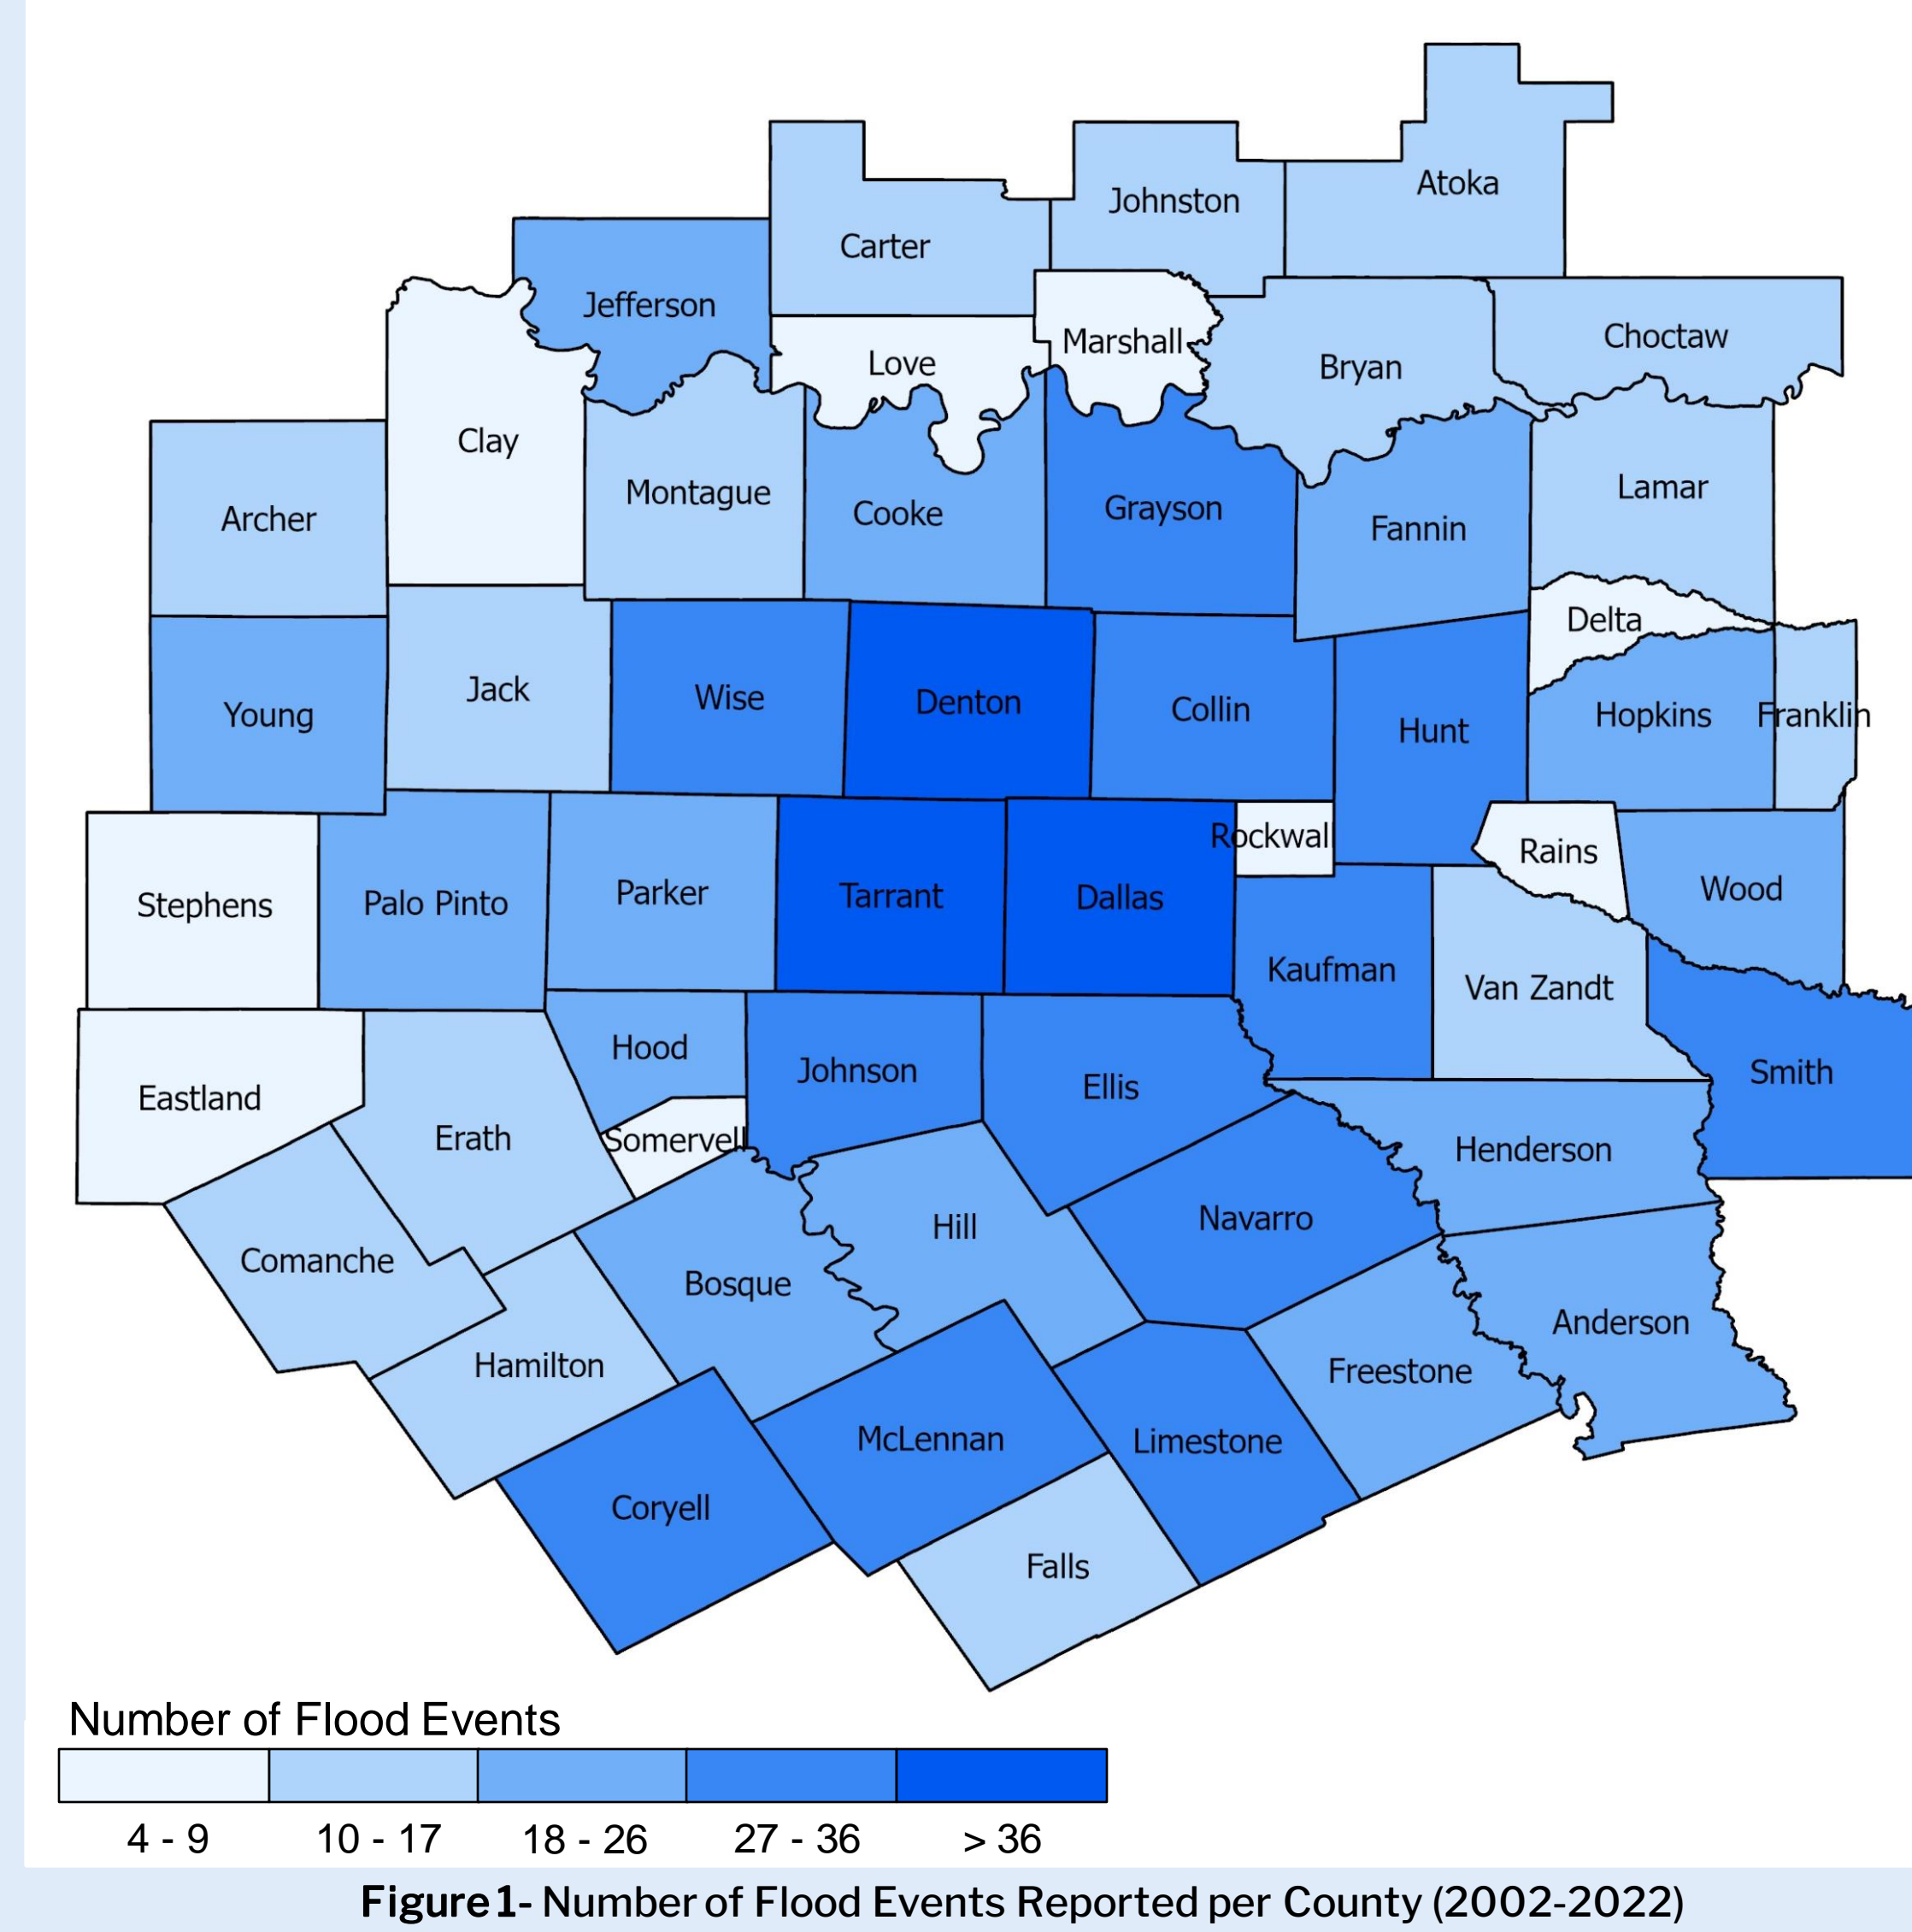 Atoka
Johnston
Carter
Jefferson
Choctaw
Marshall
Love
Bryan
Clay
Lamar
Montague
Grayson
Cooke
Archer
Fannin
Delta
Jack
Wise
Denton
Collin
Young
Hopkins
Franklin
Hunt
Rockwall
Rains
Wood
Parker
Tarrant
Dallas
Palo Pinto
Stephens
Kaufman
Van Zandt
Hood
Johnson
Smith
Ellis
Eastland
Erath
Somervell
Henderson
Navarro
Hill
Comanche
Bosque
Anderson
Hamilton
Freestone
McLennan
Limestone
Coryell
Falls
Number of Flood Events
4 - 9 10 - 17 18 - 26 27 - 36 > 36
Figure 1- Number of Flood Events Reported per County (2002-2022)